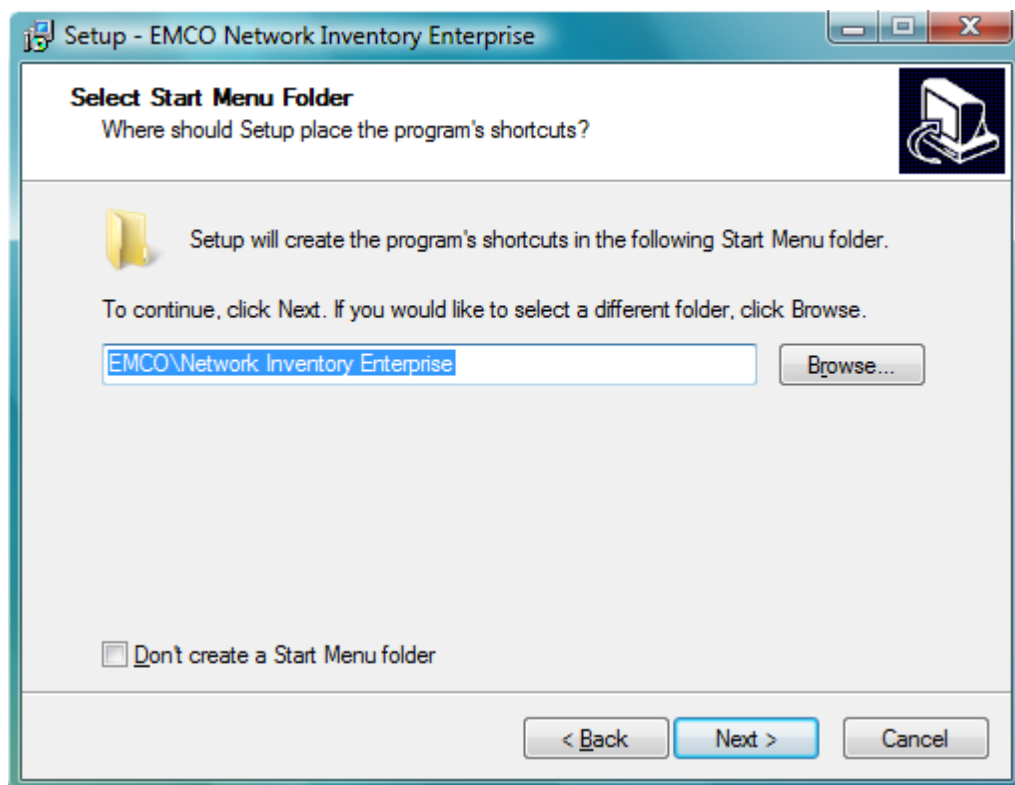 Setup - EMCO Network Inventory Enterprise
Select Start Menu Folder
Where should Setup place the program's shortcuts?
Setup will create the program's shortcuts in the following Start Menu folder.
To continue, click Next. If you would like to select a different folder, click Browse.
EMCO\Network Inventory Enterprise
Browse...
Don't create a Start Menu folder
< Back
Next >
Cancel